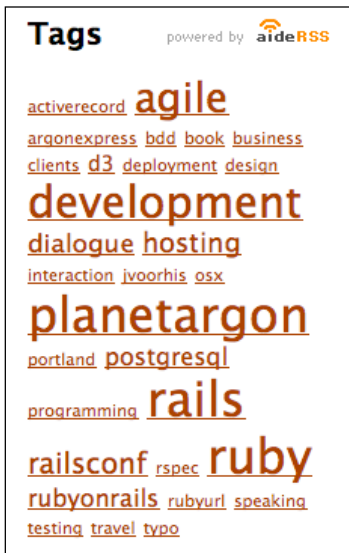 Tags powered by aideRSS
activerecord agile
argonexpress bdd book business
clients d3 deployment design
development
dialogue hosting
interaction jvoorhis osx
planetargon
portland postgresql
programming rails
railsconf rspec ruby
rubyonrails rubyurl speaking
testing travel typo